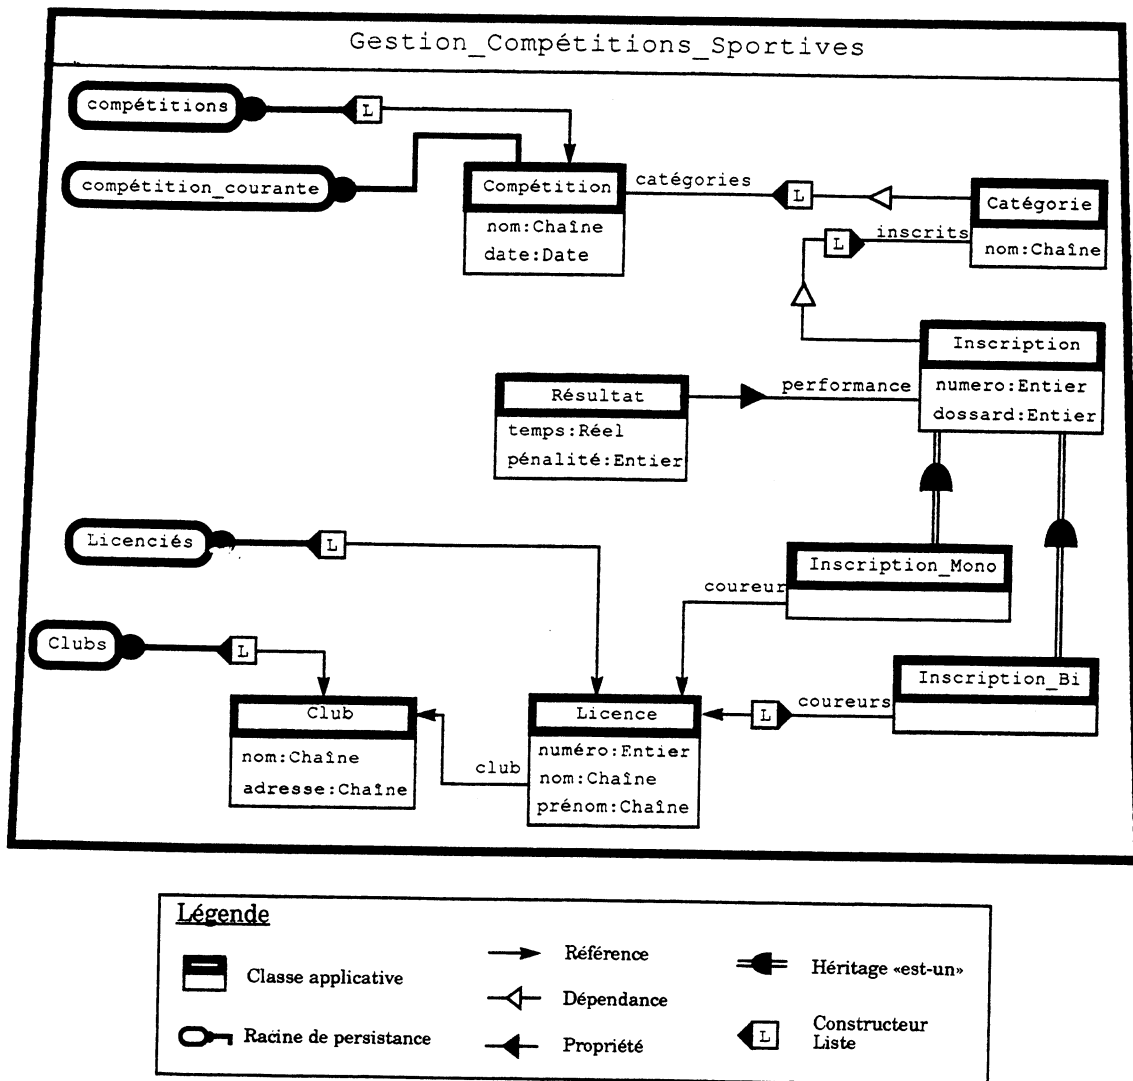 Gestion_Compétitions_Sportives
compétitions
L
compétition_courante
Compétition
nom:Chaîne
date:Date
catégories
L
Catégorie
nom:Chaîne
L
inscrits
Inscription
numero:Entier
dossard:Entier
Résultat
temps:Réel
pénalité:Entier
performance
Licenciés
L
Inscription_Mono
coureur
Clubs
L
Inscription_Bi
coureurs
L
Club
nom:Chaîne
adresse:Chaîne
club
Licence
numéro:Entier
nom:Chaîne
prénom:Chaîne
Légende
Classe applicative
Racine de persistance
Référence
Dépendance
Propriété
Héritage «est-un»
L
Constructeur
Liste